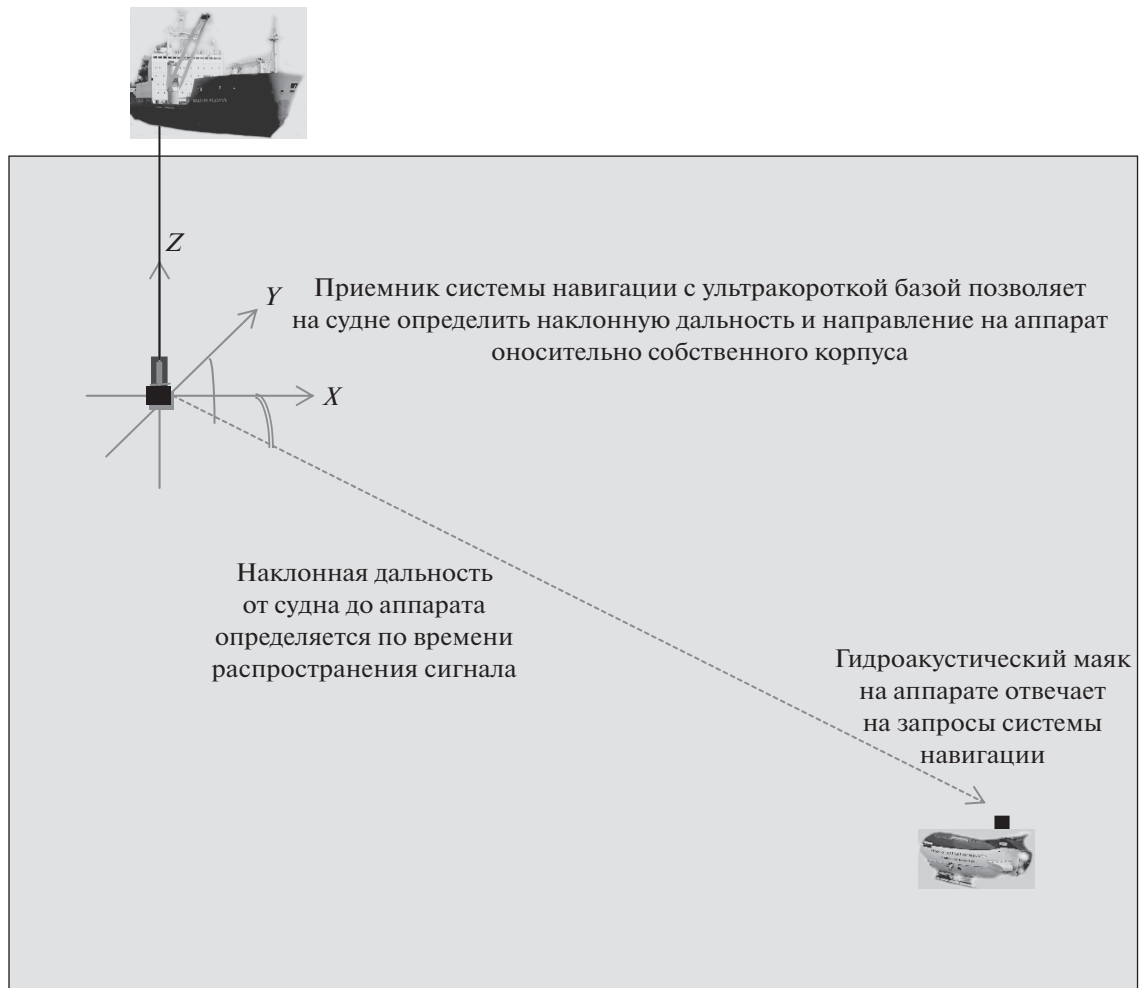 Z
Y
Приемник системы навигации с ультракороткой базой позволяет
на судне определить наклонную дальность и направление на аппарат
оносительно собственного корпуса
X
Наклонная дальность
от судна до аппарата
определяется по времени
распространения сигнала
Гидроакустический маяк
на аппарате отвечает
на запросы системы
навигации